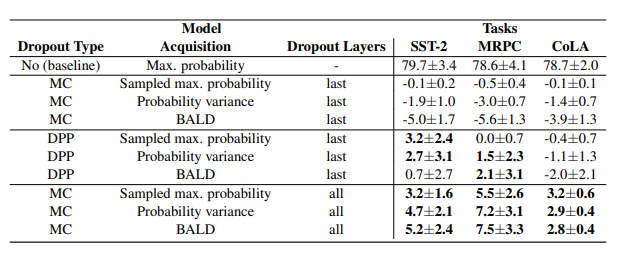 Model Tasks
Dropout Type Acquisition Dropout Layers SST-2 MRPC CoLA
No (baseline) Max. probability - 79.7±3.4 78.6±4.1 78.7±2.0
MC Sampled max. probability last -0.1±0.2 -0.5±0.4 -0.1±0.1
MC Probability variance last -1.9±1.0 -3.0±0.7 -1.4±0.7
MC BALD last -5.0±1.7 -5.6±1.3 -3.9±1.3
DPP Sampled max. probability last 3.2±2.4 0.0±0.7 -0.4±0.7
DPP Probability variance last 2.7±3.1 1.5±2.3 -1.1±1.3
DPP BALD last 0.7±2.7 2.1±3.1 -2.0±2.1
MC Sampled max. probability all 3.2±1.6 5.5±2.6 3.2±0.6
MC Probability variance all 4.7±2.1 7.2±3.1 2.9±0.4
MC BALD all 5.2±2.4 7.5±3.3 2.8±0.4